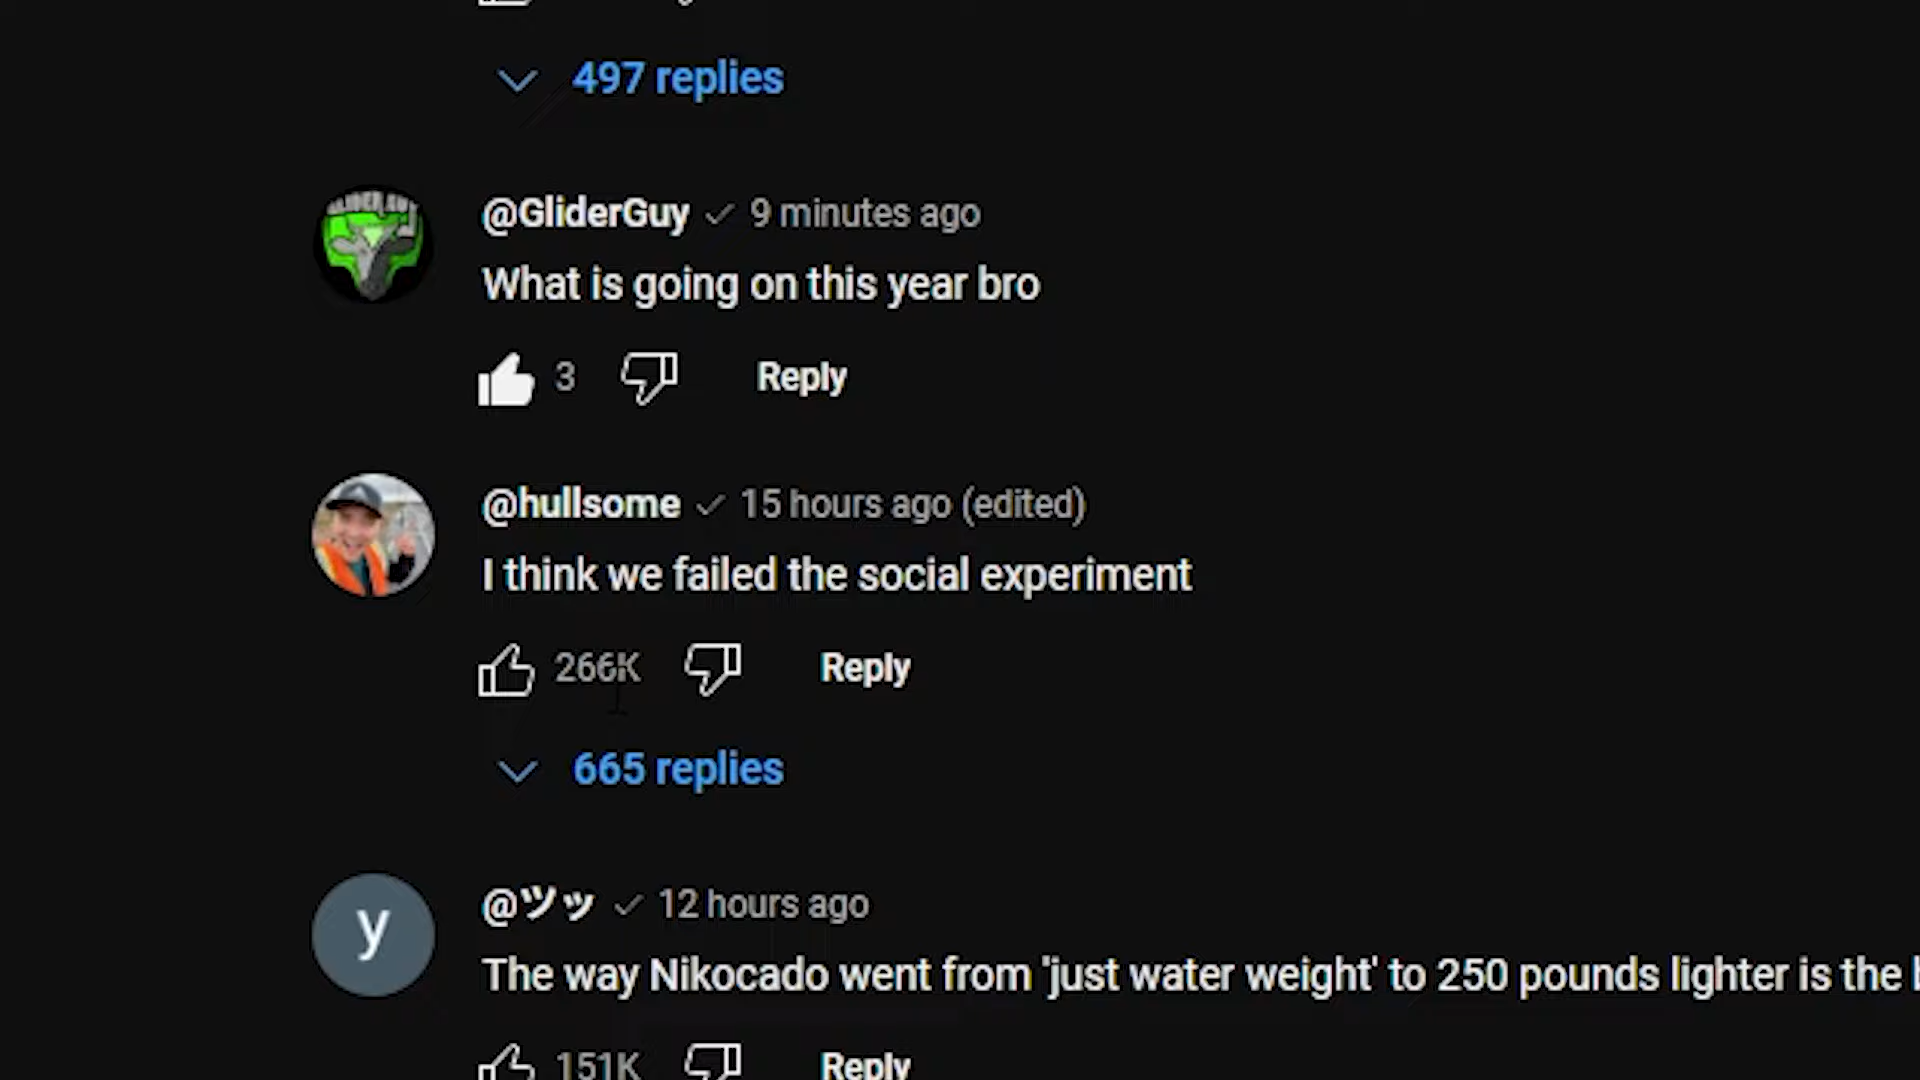 497 replies
@GliderGuy 9 minutes ago
What is going on this year bro
3 Reply
@hullsome 15 hours ago (edited)
I think we failed the social experiment
266K Reply
665 replies
y
@ツッ 12 hours ago
The way Nikocado went from 'just water weight' to 250 pounds lighter is the
151K Reply